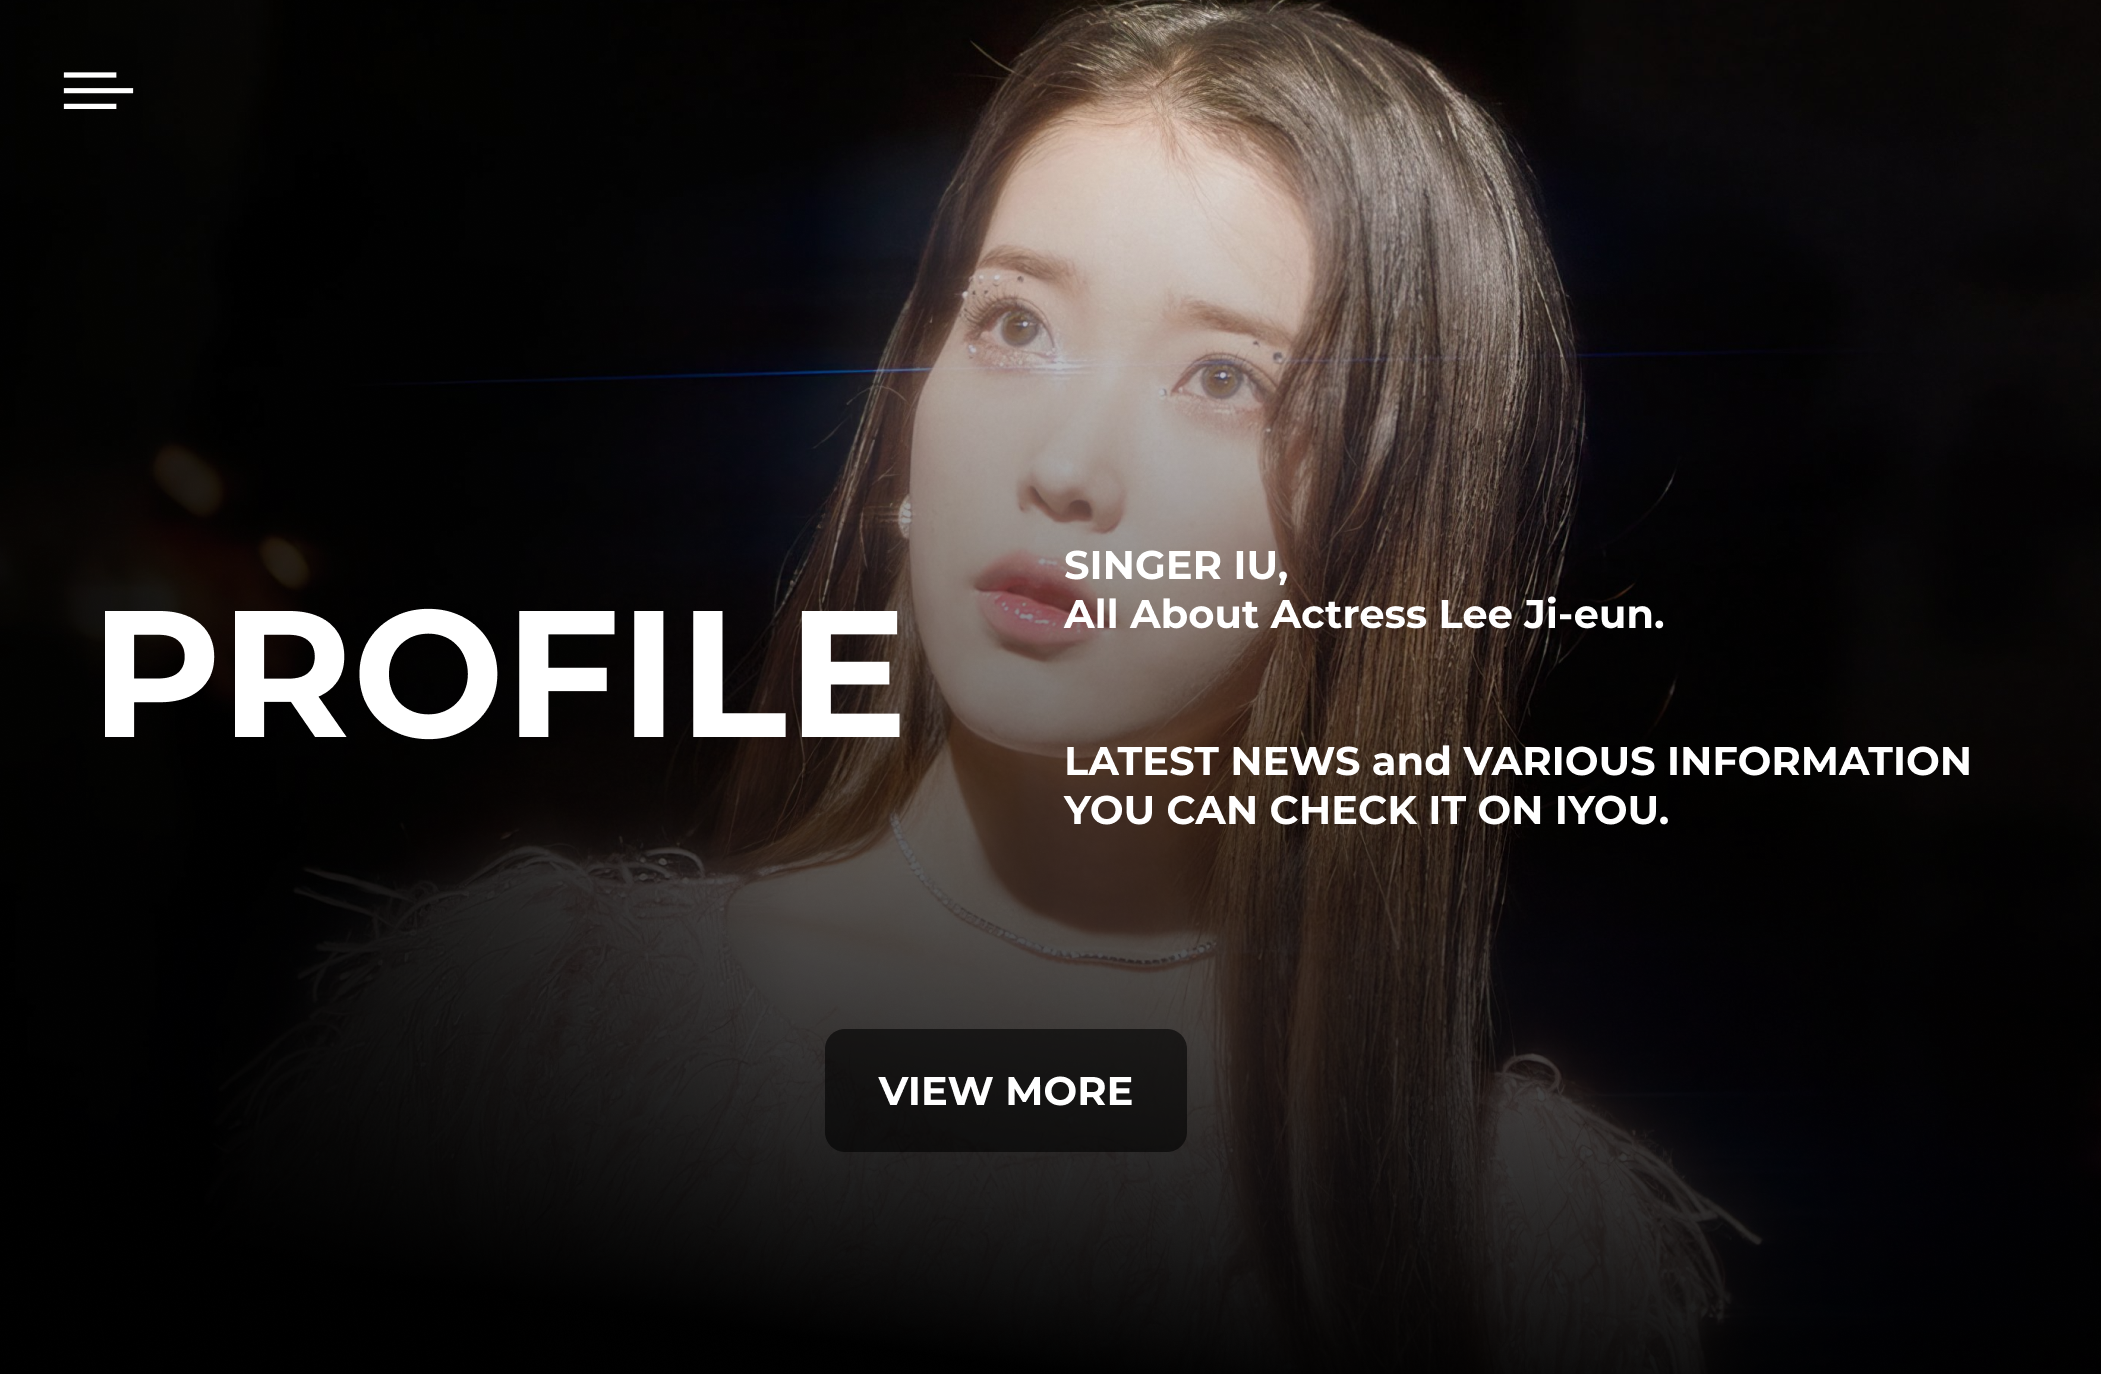 PROFILE
SINGER IU,
All About Actress Lee Ji-eun.
LATEST NEWS and VARIOUS INFORMATION
YOU CAN CHECK IT ON IYOU.
VIEW MORE